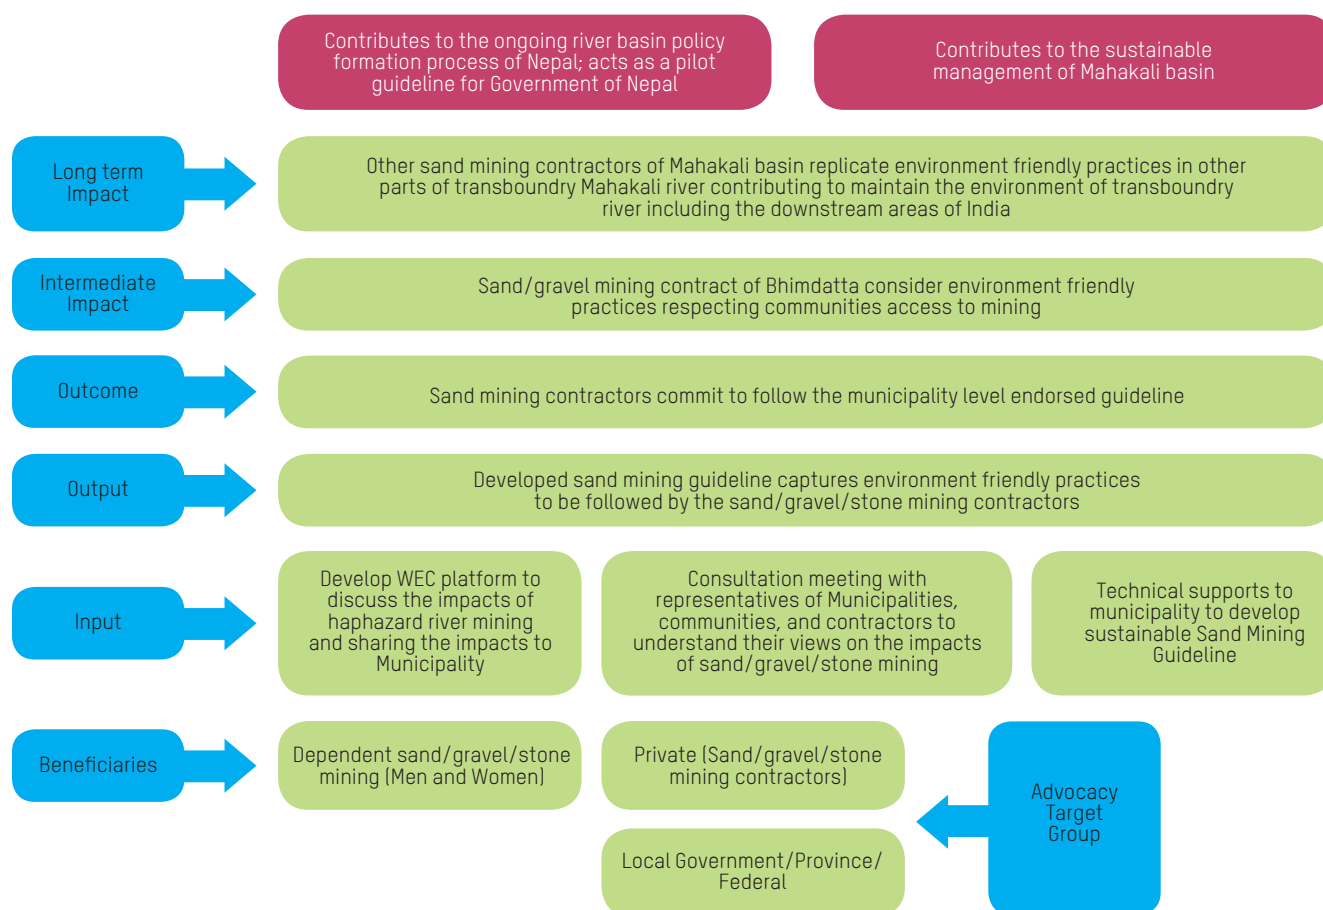 Contributes to the ongoing river basin policy
formation process of Nepal; acts as a pilot
guideline for Government of Nepal
Contributes to the sustainable
management of Mahakali basin
Long term
Impact
Other sand mining contractors of Mahakali basin replicate environment friendly practices in other
parts of transboundry Mahakali river contributing to maintain the environment of transboundry
river including the downstream areas of India
Intermediate
Impact
Sand/gravel mining contract of Bhimdatta consider environment friendly
practices respecting communities access to mining
Outcome
Sand mining contractors commit to follow the municipality level endorsed guideline
Output
Developed sand mining guideline captures environment friendly practices
to be followed by the sand/gravel/stone mining contractors
Input
Develop WEC platform to
discuss the impacts of
haphazard river mining
and sharing the impacts to
Municipality
Consultation meeting with
representatives of Municipalities,
communities, and contractors to
understand their views on the impacts
of sand/gravel/stone mining
Technical supports to
municipality to develop
sustainable Sand Mining
Guideline
Beneficiaries
Dependent sand/gravel/stone
mining (Men and Women)
Private (Sand/gravel/stone
mining contractors)
Local Government/Province/
Federal
Advocacy
Target
Group